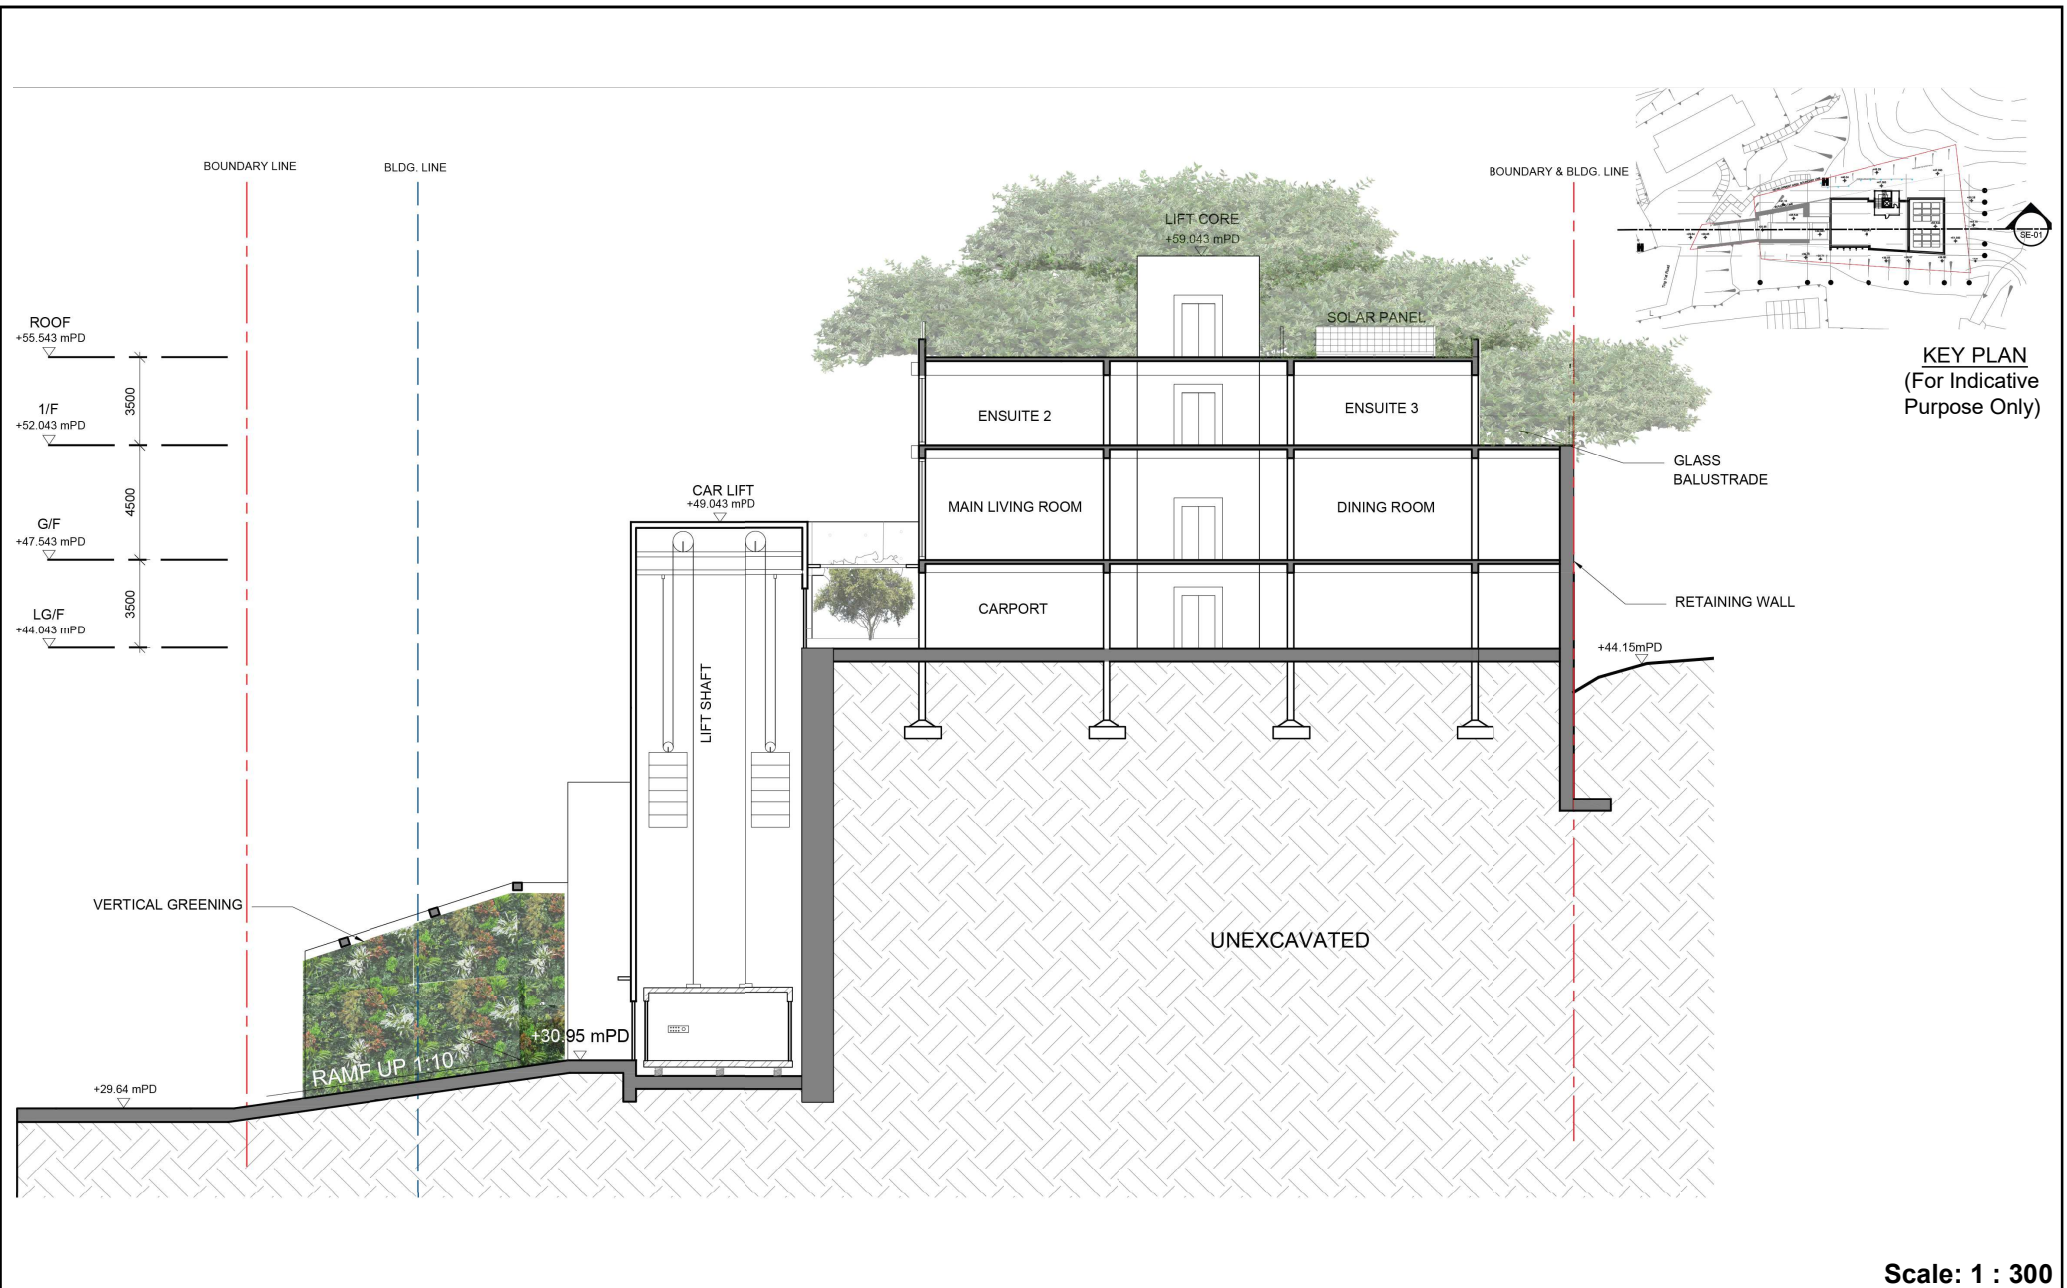 BOUNDARY LINE
BLDG. LINE
BOUNDARY & BLDG. LINE
LIFT CORE
+59.043 mPD
SE-01
KEY PLAN
(For Indicative
Purpose Only)
ROOF
+55.543 mPD
3500
SOLAR PANEL
1/F
+52.043 mPD
ENSUITE 2
ENSUITE 3
GLASS
BALUSTRADE
4500
CAR LIFT
+49.043 mPD
MAIN LIVING ROOM
DINING ROOM
G/F
+47.543 mPD
3500
CARPORT
RETAINING WALL
LG/F
+44.043 mPD
+44.15mPD
LIFT SHAFT
VERTICAL GREENING
UNEXCAVATED
+30.95 mPD
RAMP UP 1:10
+29.64 mPD
Scale: 1 : 300